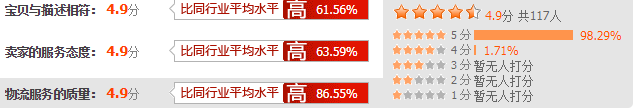 宝贝与描述相符：4.9分 比同行业平均水平 高 61.56%
卖家的服务态度：4.9分 比同行业平均水平 高 63.59%
物流服务的质量：4.9分 比同行业平均水平 高 86.55%
4.9分 共117人
5分 98.29%
4分 1.71%
3分 暂无人打分
2分 暂无人打分
1分 暂无人打分